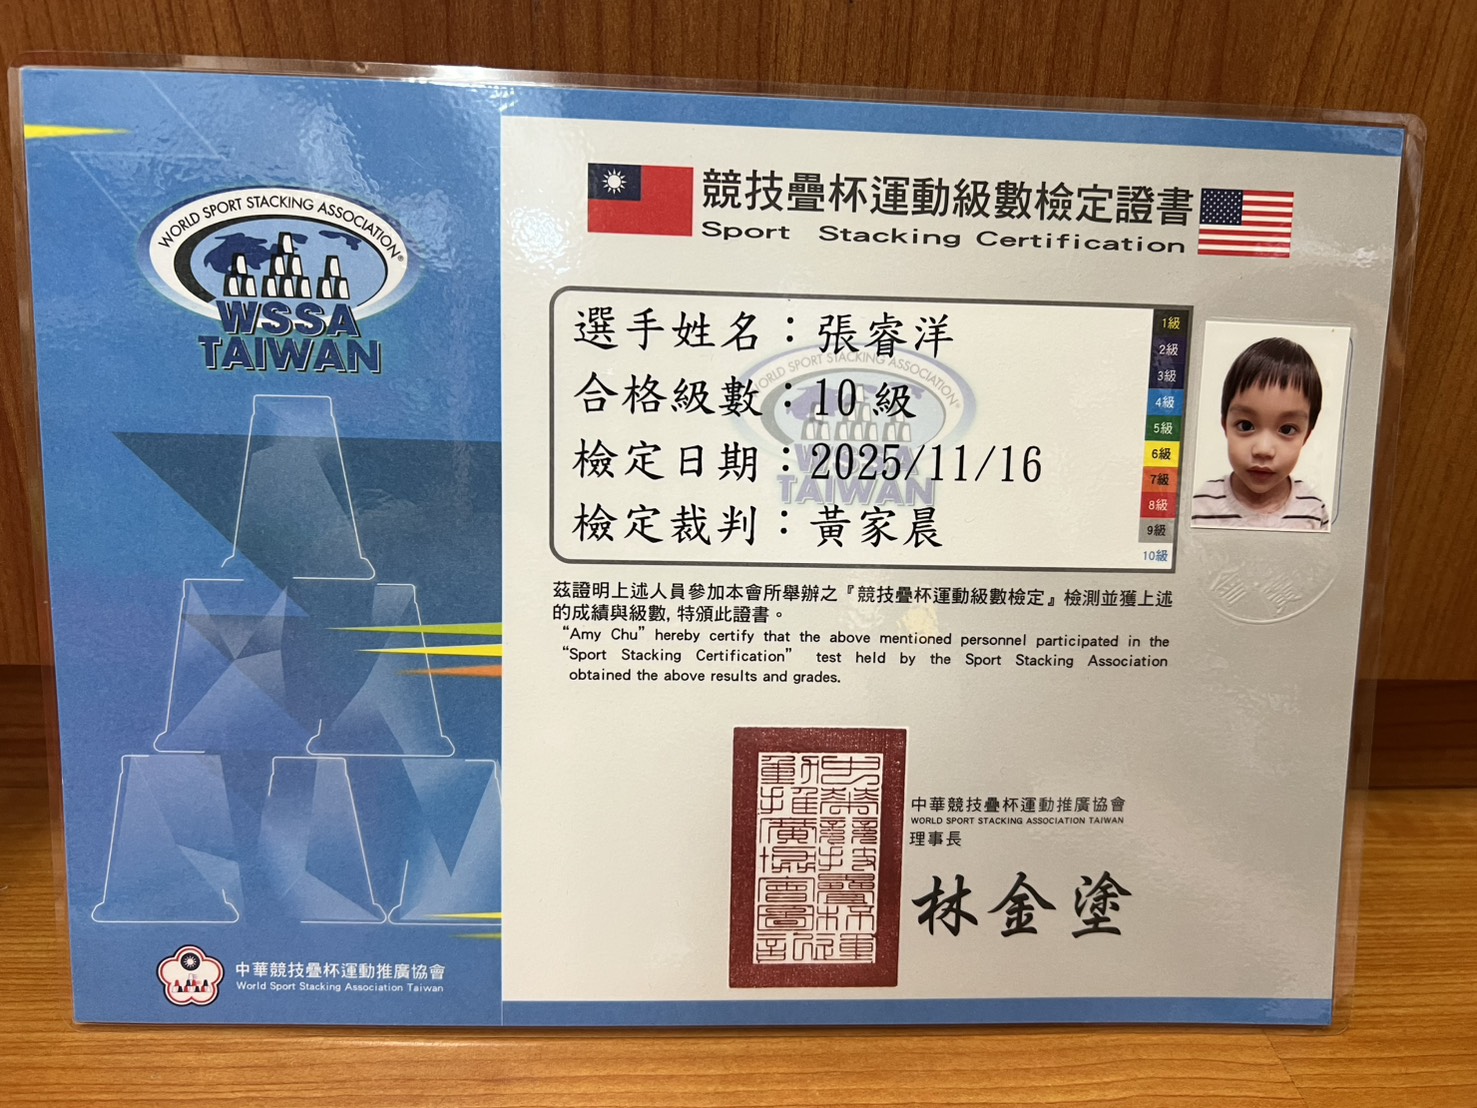 WORLD SPORT STACKING ASSOCIATION®
WSSA
TAIWAN
中華競技疊杯運動推廣協會
World Sport Stacking Association Taiwan
競技疊杯運動級數檢定證書
Sport Stacking Certification
選手姓名：張睿洋
合格級數：10 級
檢定日期：2025/11/16
檢定裁判：黃家晨
WORLD SPORT STACKING ASSOCIATION®
WSSA
TAIWAN
1級
2級
3級
4級
5級
6級
7級
8級
9級
10級
茲證明上述人員參加本會所舉辦之『競技疊杯運動級數檢定』檢測並獲上述
的成績與級數, 特頒此證書。
“Amy Chu” hereby certify that the above mentioned personnel participated in the
“Sport Stacking Certification” test held by the Sport Stacking Association
obtained the above results and grades.
中華競技疊杯運動推廣協會
WORLD SPORT STACKING ASSOCIATION TAIWAN
理事長
林金塗